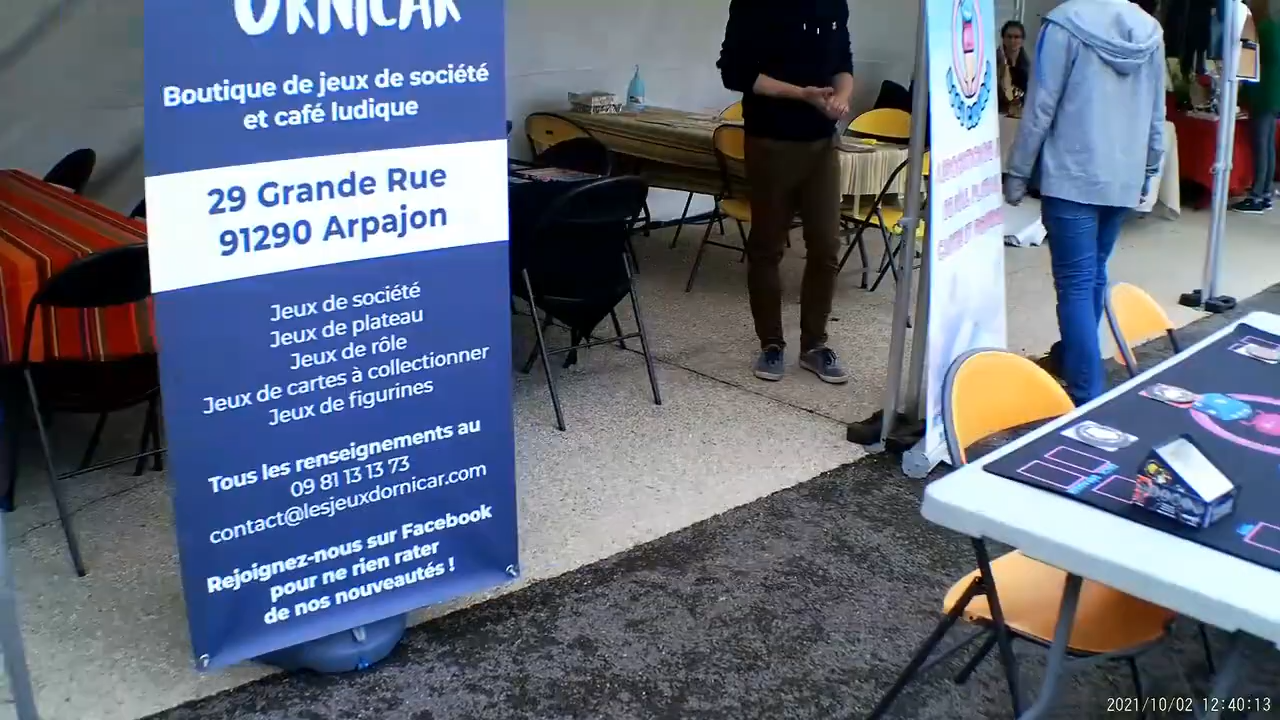 ORNICAR
Boutique de jeux de société
et café ludique
29 Grande Rue
91290 Arpajon
Jeux de société
Jeux de plateau
Jeux de rôle
Jeux de cartes à collectionner
Jeux de figurines
Tous les renseignements au
09 81 13 13 73
contact@lesjeuxdornicar.com
Rejoignez-nous sur Facebook
pour ne rien rater
de nos nouveautés !
2021/10/02 12:40:13